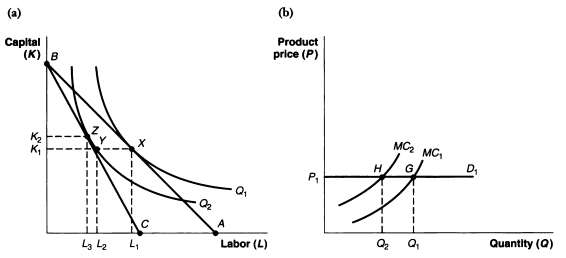 (a)
Capital
(K)
B
K₂
K₁
Z
Y
X
Q₁
Q₂
C
A
L₃ L₂ L₁
Labor (L)
(b)
Product
price (P)
MC₂
MC₁
H
G
P₁
D₁
Q₂
Q₁
Quantity (Q)